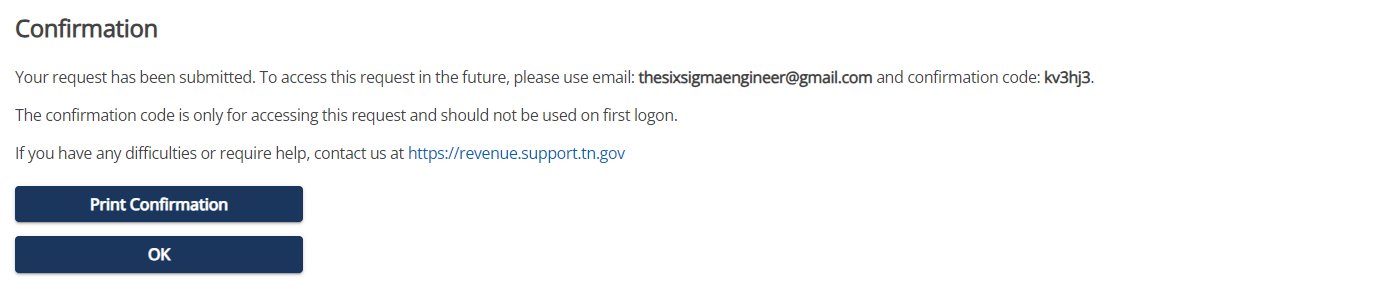 Confirmation
Your request has been submitted. To access this request in the future, please use email: thesixsigmaengineer@gmail.com and confirmation code: kv3hj3.
The confirmation code is only for accessing this request and should not be used on first logon.
If you have any difficulties or require help, contact us at https://revenue.support.tn.gov
Print Confirmation
OK